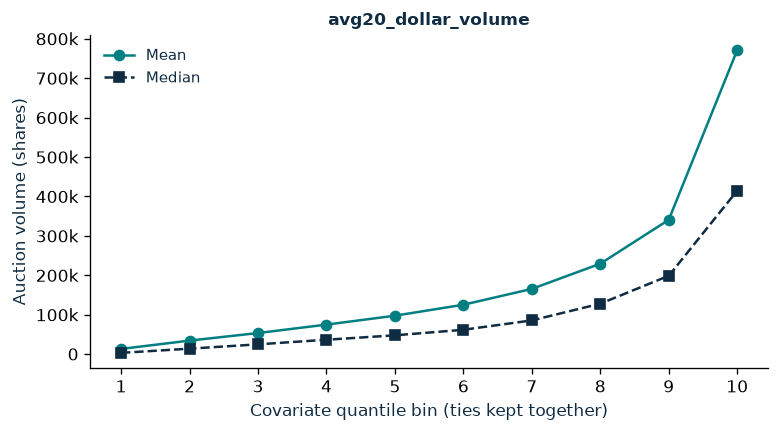 avg20_dollar_volume
Mean
Median
Auction volume (shares)
800k
700k
600k
500k
400k
300k
200k
100k
0
1 2 3 4 5 6 7 8 9 10
Covariate quantile bin (ties kept together)